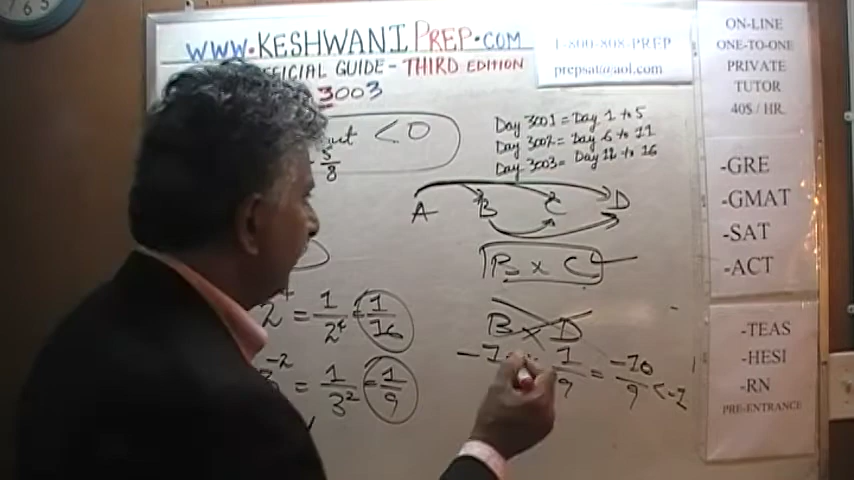 WWW.KESHWANIPREP.COM
FFICIAL GUIDE - THIRD EDITION
3003
1-800-808-PREP
prepsat@aol.com
< 0
5/8
Day 3001 = Day 1 to 5
Day 3002 = Day 6 to 11
Day 3003 = Day 12 to 16
A B C D
B x C
B x D
= 1/2⁴ = 1/16
-2 = 1/3² = 1/9
1/9 = -10/9 < -1
ON-LINE
ONE-TO-ONE
PRIVATE
TUTOR
40$ / HR.
-GRE
-GMAT
-SAT
-ACT
-TEAS
-HESI
-RN
PRE-ENTRANCE